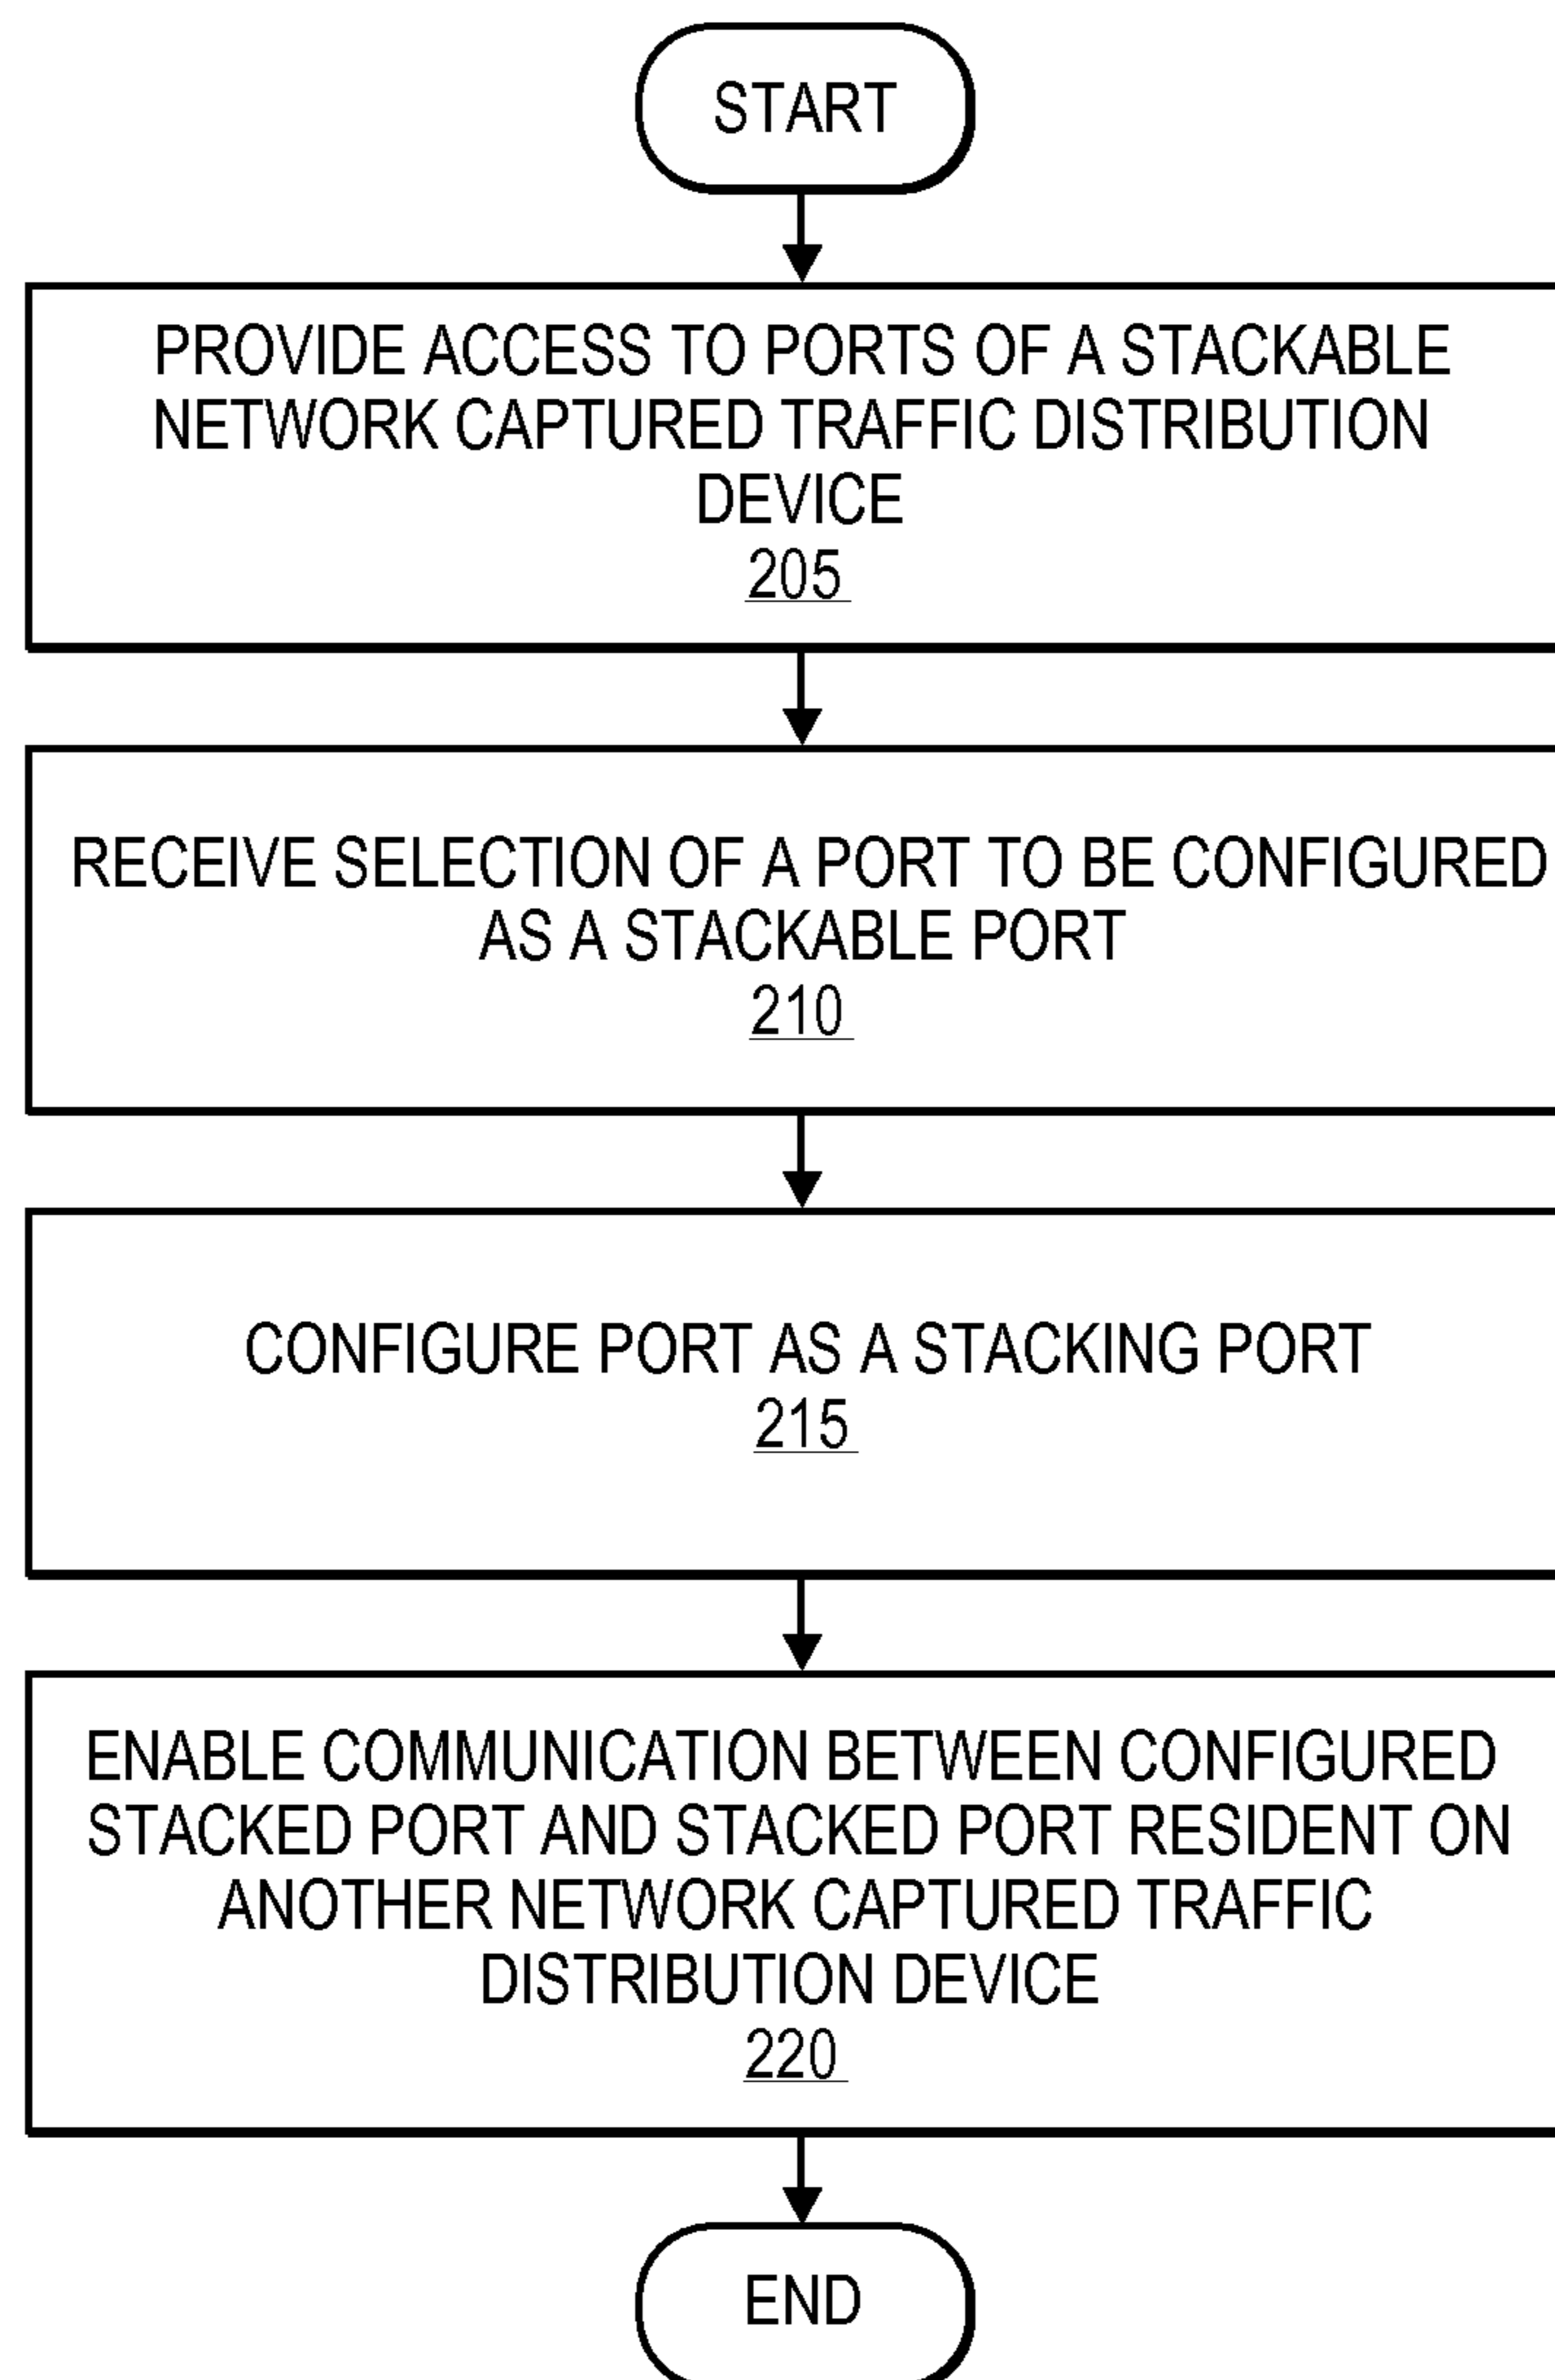 START
PROVIDE ACCESS TO PORTS OF A STACKABLE
NETWORK CAPTURED TRAFFIC DISTRIBUTION
DEVICE
205
RECEIVE SELECTION OF A PORT TO BE CONFIGURED
AS A STACKABLE PORT
210
CONFIGURE PORT AS A STACKING PORT
215
ENABLE COMMUNICATION BETWEEN CONFIGURED
STACKED PORT AND STACKED PORT RESIDENT ON
ANOTHER NETWORK CAPTURED TRAFFIC
DISTRIBUTION DEVICE
220
END